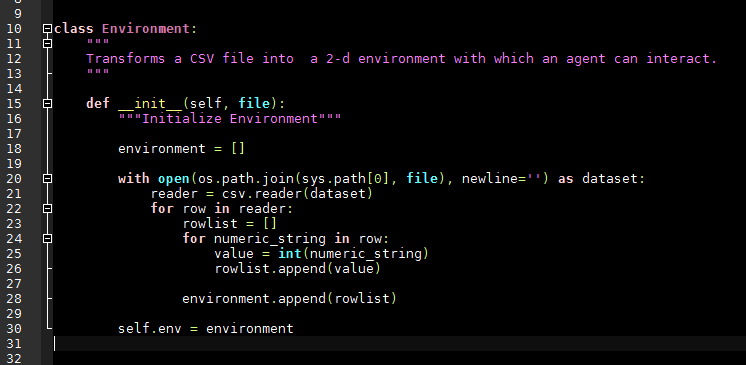 8
9
10 class Environment:
11     """
12     Transforms a CSV file into  a 2-d environment with which an agent can interact.
13     """
14
15     def __init__(self, file):
16         """Initialize Environment"""
17
18         environment = []
19
20         with open(os.path.join(sys.path[0], file), newline='') as dataset:
21             reader = csv.reader(dataset)
22             for row in reader:
23                 rowlist = []
24                 for numeric_string in row:
25                     value = int(numeric_string)
26                     rowlist.append(value)
27
28                 environment.append(rowlist)
29
30         self.env = environment
31
32